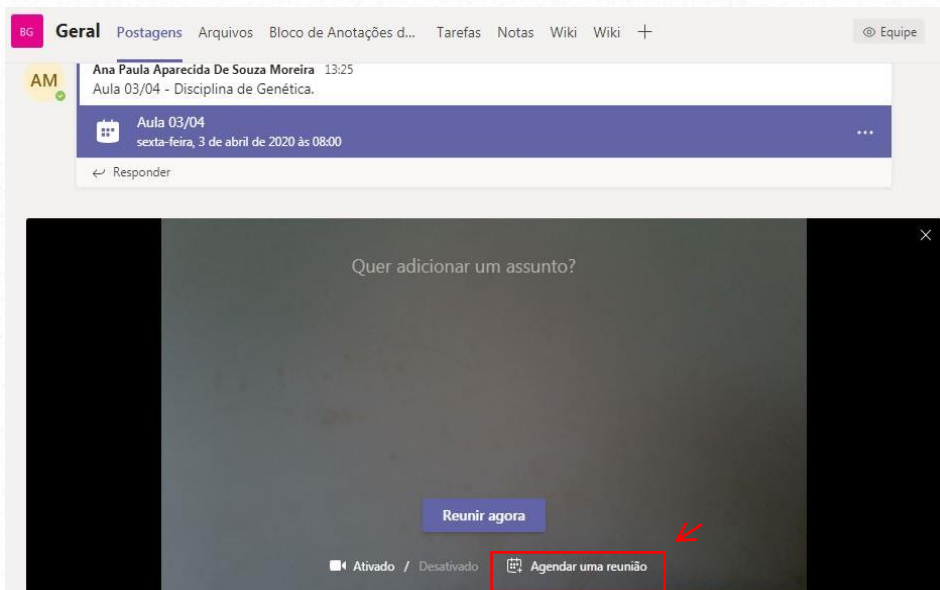 BG Geral Postagens Arquivos Bloco de Anotações d... Tarefas Notas Wiki Wiki + Equipe
AM
Ana Paula Aparecida De Souza Moreira 13:25
Aula 03/04 - Disciplina de Genética.
Aula 03/04
sexta-feira, 3 de abril de 2020 às 08:00
Responder
Quer adicionar um assunto?
Reunir agora
Ativado / Desativado Agendar uma reunião